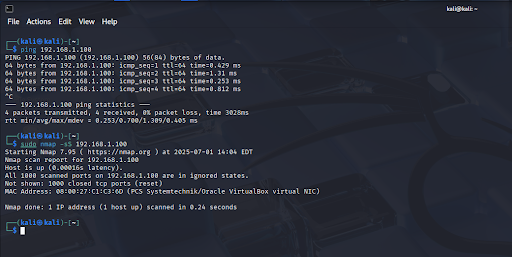 kali@kali: ~
File Actions Edit View Help
┌──(kali㉿kali)-[~]
└─$ ping 192.168.1.100
PING 192.168.1.100 (192.168.1.100) 56(84) bytes of data.
64 bytes from 192.168.1.100: icmp_seq=1 ttl=64 time=0.429 ms
64 bytes from 192.168.1.100: icmp_seq=2 ttl=64 time=1.31 ms
64 bytes from 192.168.1.100: icmp_seq=3 ttl=64 time=0.253 ms
64 bytes from 192.168.1.100: icmp_seq=4 ttl=64 time=0.812 ms
^C
--- 192.168.1.100 ping statistics ---
4 packets transmitted, 4 received, 0% packet loss, time 3028ms
rtt min/avg/max/mdev = 0.253/0.700/1.309/0.405 ms
┌──(kali㉿kali)-[~]
└─$ sudo nmap -sS 192.168.1.100
Starting Nmap 7.95 ( https://nmap.org ) at 2025-07-01 14:04 EDT
Nmap scan report for 192.168.1.100
Host is up (0.00016s latency).
All 1000 scanned ports on 192.168.1.100 are in ignored states.
Not shown: 1000 closed tcp ports (reset)
MAC Address: 08:00:27:C1:C3:6D (PCS Systemtechnik/Oracle VirtualBox virtual NIC)
Nmap done: 1 IP address (1 host up) scanned in 0.24 seconds
┌──(kali㉿kali)-[~]
└─$